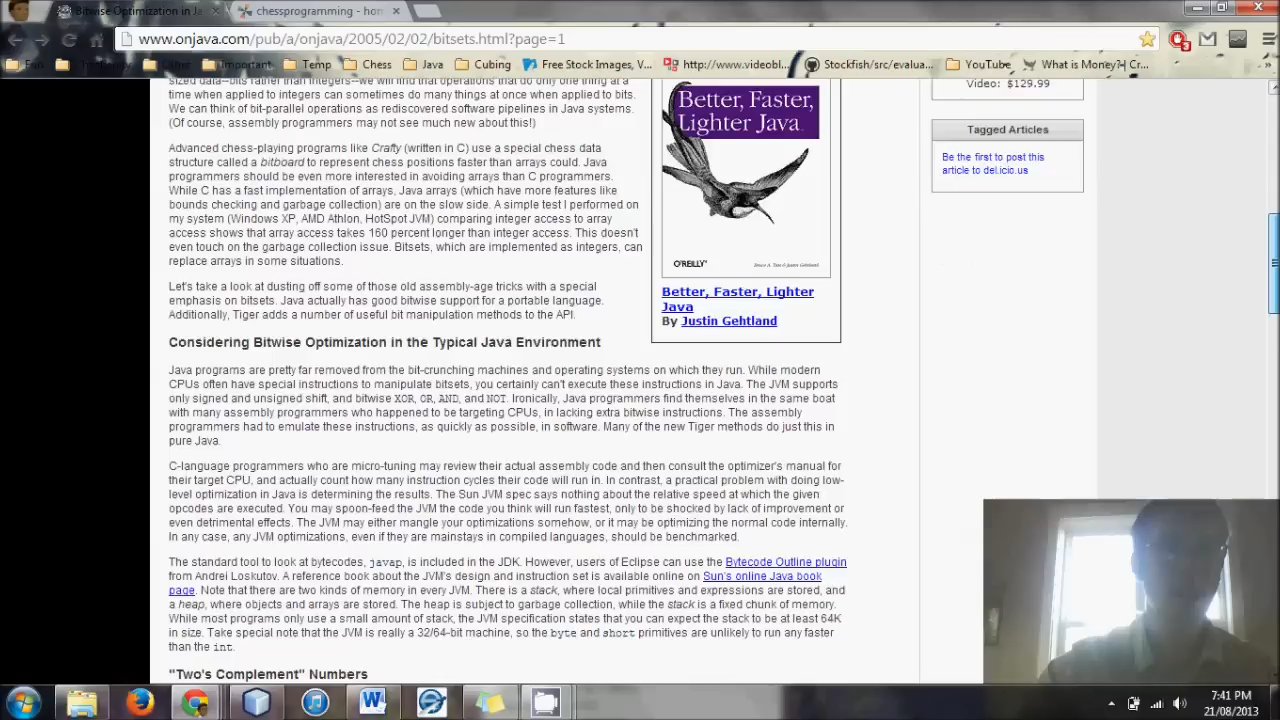 Bitwise Optimization in Ja
chessprogramming - hom
www.onjava.com/pub/a/onjava/2005/02/02/bitsets.html?page=1
Other
Important
Temp
Chess
Java
Cubing
Free Stock Images, V...
http://www.videobl...
Stockfish/src/evalua...
YouTube
What is Money?-| Cr...
sized data--bits rather than integers--we will find that operations that do only one thing at a
time when applied to integers can sometimes do many things at once when applied to bits.
We can think of bit-parallel operations as rediscovered software pipelines in Java systems.
(Of course, assembly programmers may not see much new about this!)
Advanced chess-playing programs like Crafty (written in C) use a special chess data
structure called a bitboard to represent chess positions faster than arrays could. Java
programmers should be even more interested in avoiding arrays than C programmers.
While C has a fast implementation of arrays, Java arrays (which have more features like
bounds checking and garbage collection) are on the slow side. A simple test I performed on
my system (Windows XP, AMD Athlon, HotSpot JVM) comparing integer access to array
access shows that array access takes 160 percent longer than integer access. This doesn't
even touch on the garbage collection issue. Bitsets, which are implemented as integers, can
replace arrays in some situations.
Let's take a look at dusting off some of those old assembly-age tricks with a special
emphasis on bitsets. Java actually has good bitwise support for a portable language.
Additionally, Tiger adds a number of useful bit manipulation methods to the API.
Better, Faster,
Lighter Java
O'REILLY
Bruce A. Tate & Justin Gehtland
Better, Faster, Lighter
Java
By Justin Gehtland
Video: $129.99
Tagged Articles
Be the first to post this
article to del.icio.us
Considering Bitwise Optimization in the Typical Java Environment
Java programs are pretty far removed from the bit-crunching machines and operating systems on which they run. While modern
CPUs often have special instructions to manipulate bitsets, you certainly can't execute these instructions in Java. The JVM supports
only signed and unsigned shift, and bitwise XOR, OR, AND, and NOT. Ironically, Java programmers find themselves in the same boat
with many assembly programmers who happened to be targeting CPUs, in lacking extra bitwise instructions. The assembly
programmers had to emulate these instructions, as quickly as possible, in software. Many of the new Tiger methods do just this in
pure Java.
C-language programmers who are micro-tuning may review their actual assembly code and then consult the optimizer's manual for
their target CPU, and actually count how many instruction cycles their code will run in. In contrast, a practical problem with doing low-
level optimization in Java is determining the results. The Sun JVM spec says nothing about the relative speed at which the given
opcodes are executed. You may spoon-feed the JVM the code you think will run fastest, only to be shocked by lack of improvement or
even detrimental effects. The JVM may either mangle your optimizations somehow, or it may be optimizing the normal code internally.
In any case, any JVM optimizations, even if they are mainstays in compiled languages, should be benchmarked.
The standard tool to look at bytecodes, javap, is included in the JDK. However, users of Eclipse can use the Bytecode Outline plugin
from Andrei Loskutov. A reference book about the JVM's design and instruction set is available online on Sun's online Java book
page. Note that there are two kinds of memory in every JVM. There is a stack, where local primitives and expressions are stored, and
a heap, where objects and arrays are stored. The heap is subject to garbage collection, while the stack is a fixed chunk of memory.
While most programs only use a small amount of stack, the JVM specification states that you can expect the stack to be at least 64K
in size. Take special note that the JVM is really a 32/64-bit machine, so the byte and short primitives are unlikely to run any faster
than the int.
"Two's Complement" Numbers
7:41 PM
21/08/2013